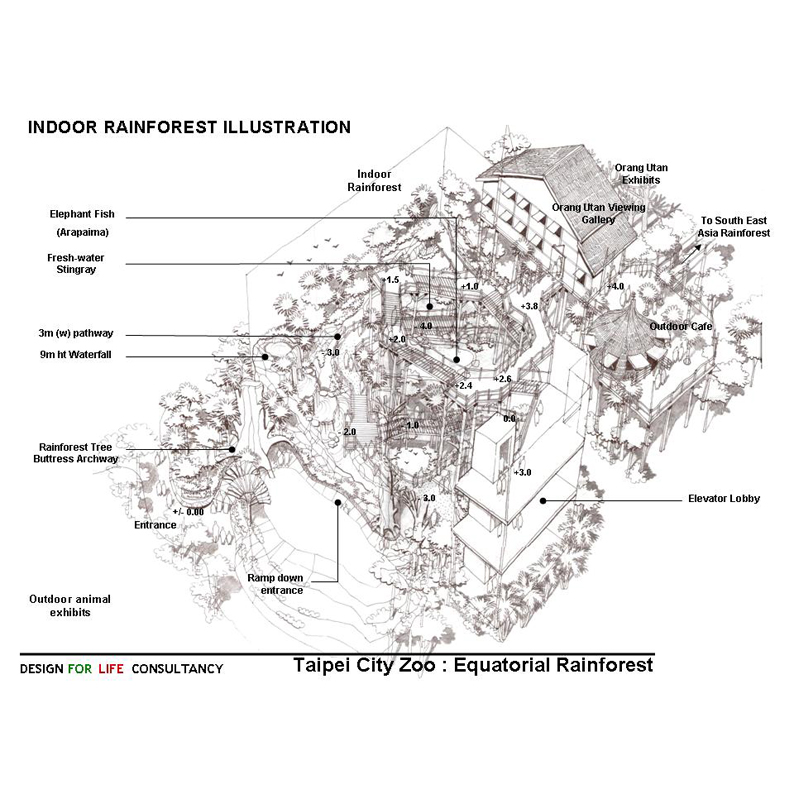 INDOOR RAINFOREST ILLUSTRATION
Indoor
Rainforest
Orang Utan
Exhibits
Orang Utan Viewing
Gallery
To South East
Asia Rainforest
Elephant Fish
(Arapaima)
Fresh-water
Stingray
+1.5
+1.0
+4.0
+3.8
- 4.0
Outdoor Cafe
3m (w) pathway
+2.0
9m ht Waterfall
- 3.0
+2.4
+2.6
0.0
- 2.0
-1.0
Rainforest Tree
Buttress Archway
+3.0
- 3.0
Elevator Lobby
+/- 0.00
Entrance
Ramp down
entrance
Outdoor animal
exhibits
DESIGN FOR LIFE CONSULTANCY
Taipei City Zoo : Equatorial Rainforest